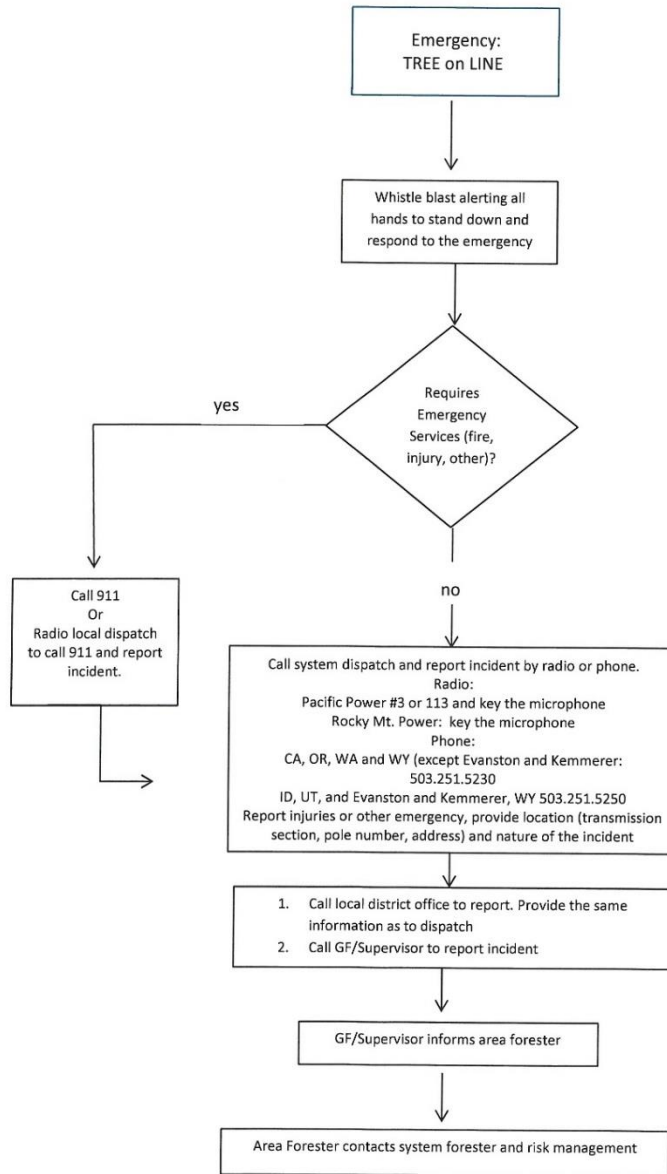 Emergency:
TREE on LINE
Whistle blast alerting all
hands to stand down and
respond to the emergency
Requires
Emergency
Services (fire,
injury, other)?
yes
no
Call 911
Or
Radio local dispatch
to call 911 and report
incident.
Call system dispatch and report incident by radio or phone.
Radio:
Pacific Power #3 or 113 and key the microphone
Rocky Mt. Power: key the microphone
Phone:
CA, OR, WA and WY (except Evanston and Kemmerer:
503.251.5230
ID, UT, and Evanston and Kemmerer, WY 503.251.5250
Report injuries or other emergency, provide location (transmission
section, pole number, address) and nature of the incident
1. Call local district office to report. Provide the same
information as to dispatch
2. Call GF/Supervisor to report incident
GF/Supervisor informs area forester
Area Forester contacts system forester and risk management